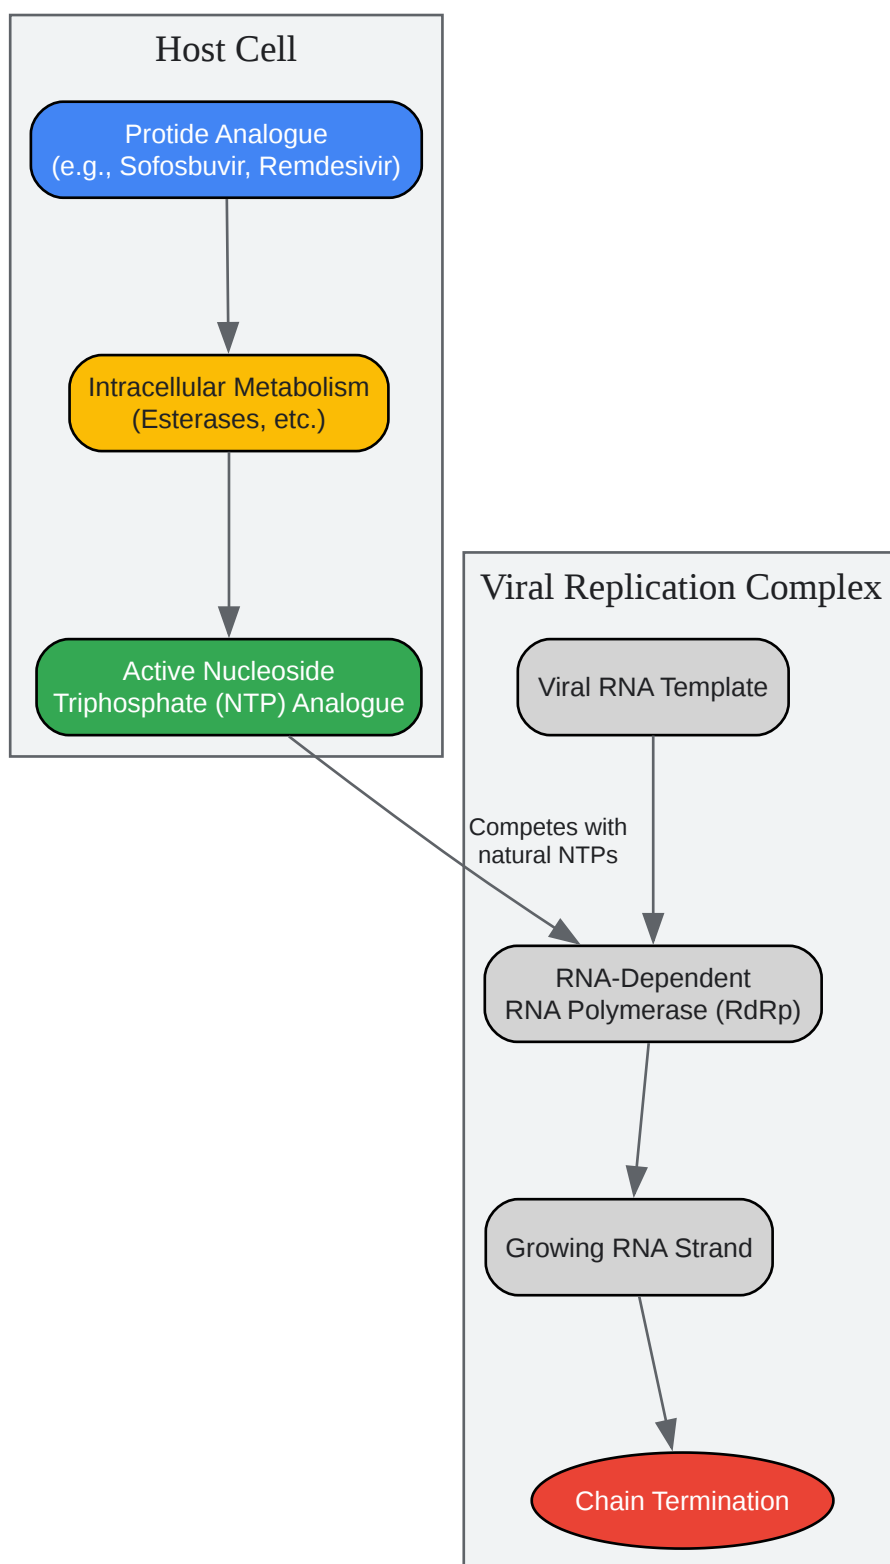 Host Cell
Protide Analogue
(e.g., Sofosbuvir, Remdesivir)
Intracellular Metabolism
(Esterases, etc.)
Active Nucleoside
Triphosphate (NTP) Analogue
Viral Replication Complex
Viral RNA Template
Competes with
natural NTPs
RNA-Dependent
RNA Polymerase (RdRp)
Growing RNA Strand
Chain Termination